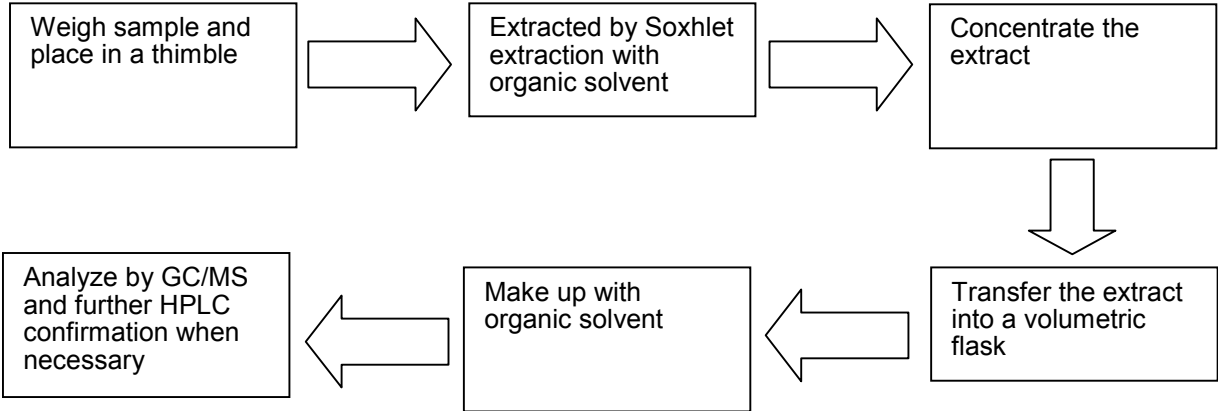 Weigh sample and
place in a thimble
Extracted by Soxhlet
extraction with
organic solvent
Concentrate the
extract
Transfer the extract
into a volumetric
flask
Make up with
organic solvent
Analyze by GC/MS
and further HPLC
confirmation when
necessary